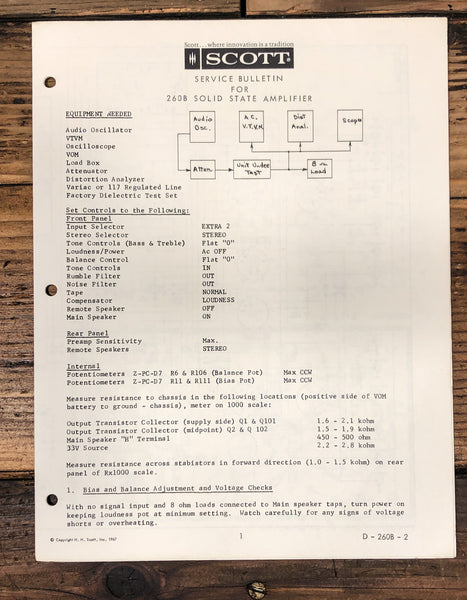 Scott...where innovation is a tradition
SCOTT®
SERVICE BULLETIN
FOR
260B SOLID STATE AMPLIFIER
EQUIPMENT NEEDED
Audio Oscillator
VTVM
Oscilloscope
VOM
Load Box
Attenuator
Distortion Analyzer
Variac or 117 Regulated Line
Factory Dielectric Test Set
Audio Osc.
A.C. V.T.V.M.
Dist Anal.
Scope
Atten.
Unit Under Test
8 Load
Set Controls to the Following:
Front Panel
Input Selector EXTRA 2
Stereo Selector STEREO
Tone Controls (Bass & Treble) Flat "0"
Loudness/Power Ac OFF
Balance Control Flat "0"
Tone Controls IN
Rumble Filter OUT
Noise Filter OUT
Tape NORMAL
Compensator LOUDNESS
Remote Speaker OFF
Main Speaker ON
Rear Panel
Preamp Sensitivity Max.
Remote Speakers STEREO
Internal
Potentiometers Z-PC-D7 R6 & R106 (Balance Pot) Max CCW
Potentiometers Z-PC-D7 R11 & R111 (Bias Pot) Max CCW
Measure resistance to chassis in the following locations (positive side of VOM
battery to ground - chassis), meter on 1000 scale:
Output Transistor Collector (supply side) Q1 & Q101 1.6 - 2.1 kohm
Output Transistor Collector (midpoint) Q2 & Q 102 1.5 - 1.9 kohm
Main Speaker "H" Terminal 450 - 500 ohm
33V Source 2.2 - 2.8 kohm
Measure resistance across stabistors in forward direction (1.0 - 1.5 kohm) on rear
panel of Rx1000 scale.
1. Bias and Balance Adjustment and Voltage Checks
With no signal input and 8 ohm loads connected to Main speaker taps, turn power on
keeping loudness pot at minimum setting. Watch carefully for any signs of voltage
shorts or overheating.
© Copyright H. H. Scott, Inc. 1967
1
D - 260B - 2